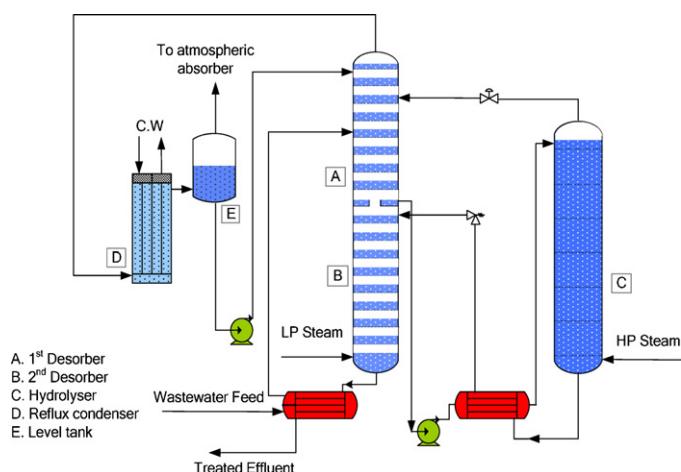 To atmospheric
absorber
C.W
A
E
D
B
C
LP Steam
HP Steam
A. 1st Desorber
B. 2nd Desorber
C. Hydrolyser
D. Reflux condenser
E. Level tank
Wastewater Feed
Treated Effluent